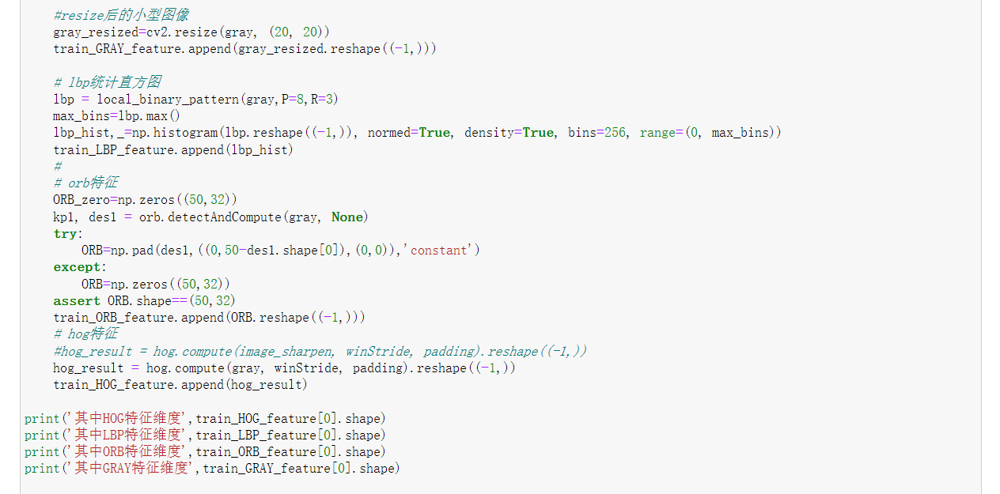 #resize后的小型图像
gray_resized=cv2.resize(gray, (20, 20))
train_GRAY_feature.append(gray_resized.reshape((-1,)))
# lbp统计直方图
lbp = local_binary_pattern(gray,P=8,R=3)
max_bins=lbp.max()
lbp_hist,_=np.histogram(lbp.reshape((-1,)), normed=True, density=True, bins=256, range=(0, max_bins))
train_LBP_feature.append(lbp_hist)
#
# orb特征
ORB_zero=np.zeros((50,32))
kp1, des1 = orb.detectAndCompute(gray, None)
try:
ORB=np.pad(des1,((0,50-des1.shape[0]),(0,0)),'constant')
except:
ORB=np.zeros((50,32))
assert ORB.shape==(50,32)
train_ORB_feature.append(ORB.reshape((-1,)))
# hog特征
#hog_result = hog.compute(image_sharpen, winStride, padding).reshape((-1,))
hog_result = hog.compute(gray, winStride, padding).reshape((-1,))
train_HOG_feature.append(hog_result)
print('其中HOG特征维度',train_HOG_feature[0].shape)
print('其中LBP特征维度',train_LBP_feature[0].shape)
print('其中ORB特征维度',train_ORB_feature[0].shape)
print('其中GRAY特征维度',train_GRAY_feature[0].shape)